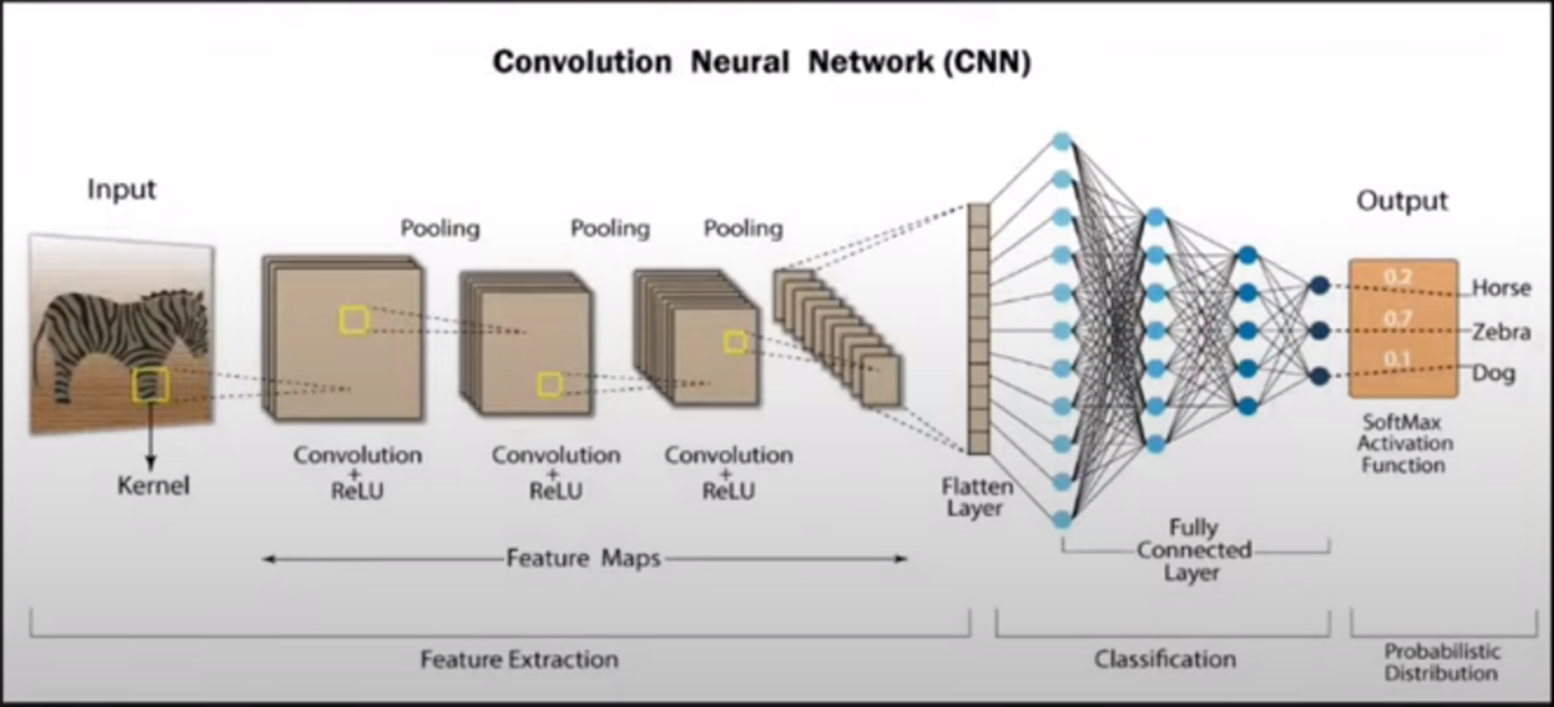 Convolution Neural Network (CNN)
Input
Output
Pooling
Pooling
Pooling
0.2
Horse
0.7
Zebra
0.1
Dog
Kernel
Convolution
+
ReLU
Convolution
+
ReLU
Convolution
+
ReLU
Flatten
Layer
SoftMax
Activation
Function
Fully
Connected
Layer
Feature Maps
Feature Extraction
Classification
Probabilistic
Distribution